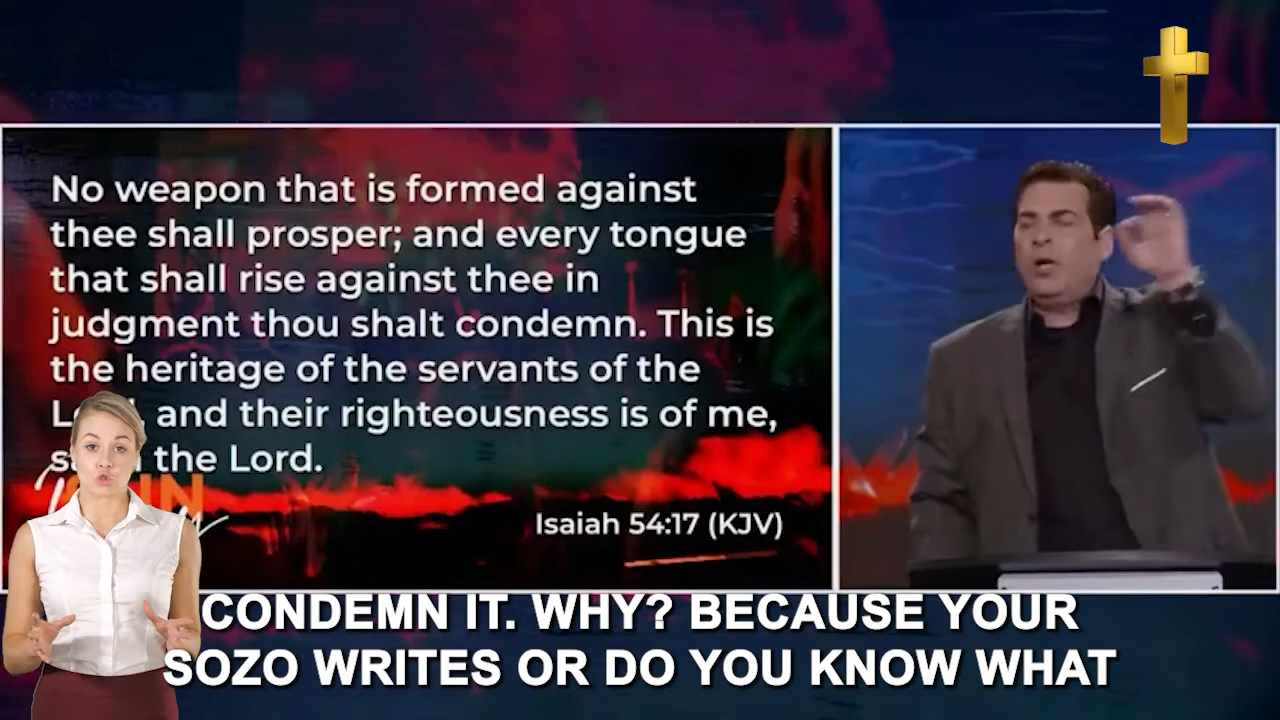 No weapon that is formed against
thee shall prosper; and every tongue
that shall rise against thee in
judgment thou shalt condemn. This is
the heritage of the servants of the
and their righteousness is of me,
the Lord.
Isaiah 54:17 (KJV)
CONDEMN IT. WHY? BECAUSE YOUR
SOZO WRITES OR DO YOU KNOW WHAT